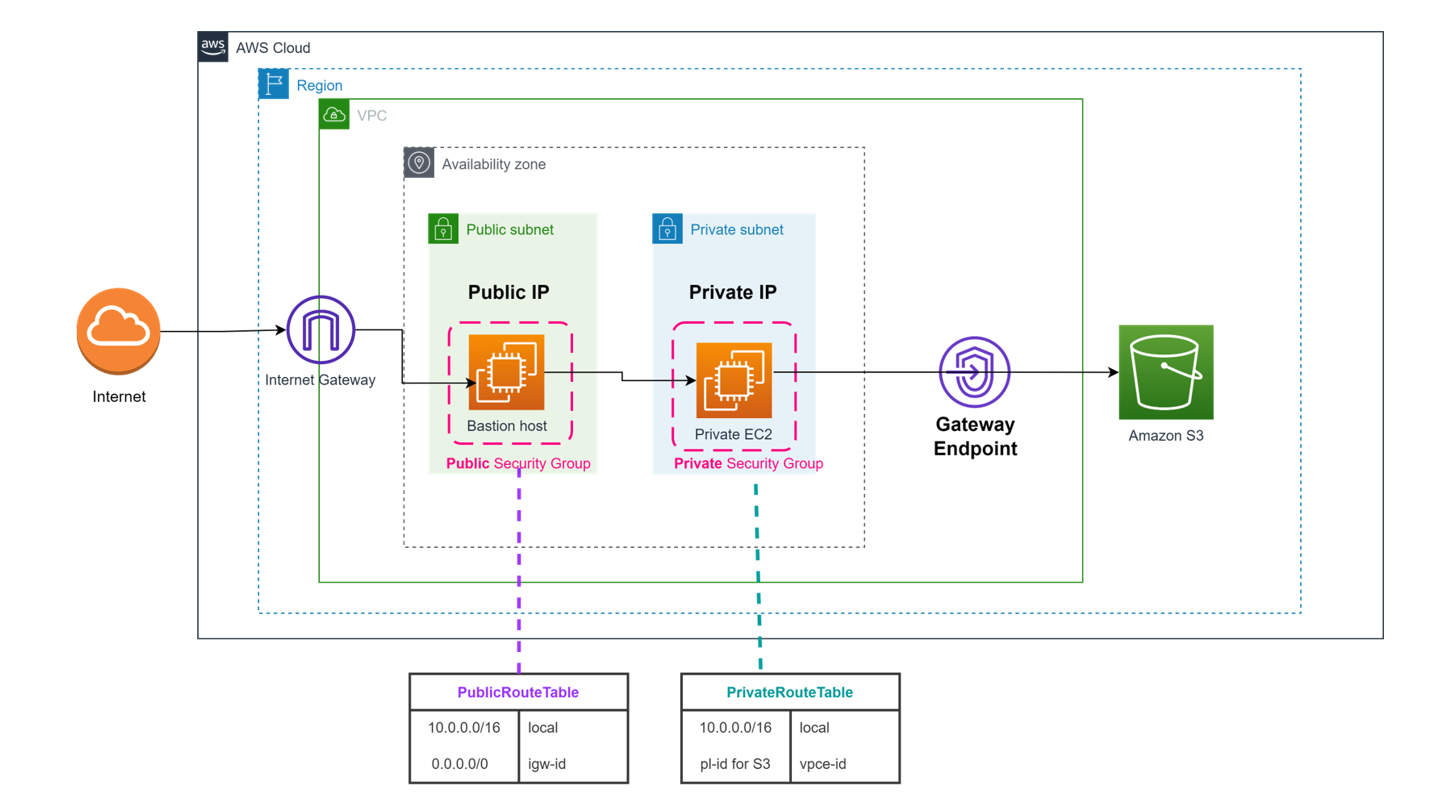 aws
AWS Cloud
Region
VPC
Availability zone
Public subnet
Private subnet
Public IP
Private IP
Internet Gateway
Internet
Bastion host
Private EC2
Public Security Group
Private Security Group
Gateway
Endpoint
Amazon S3
PublicRouteTable
10.0.0.0/16 local
0.0.0.0/0 igw-id
PrivateRouteTable
10.0.0.0/16 local
pl-id for S3 vpce-id